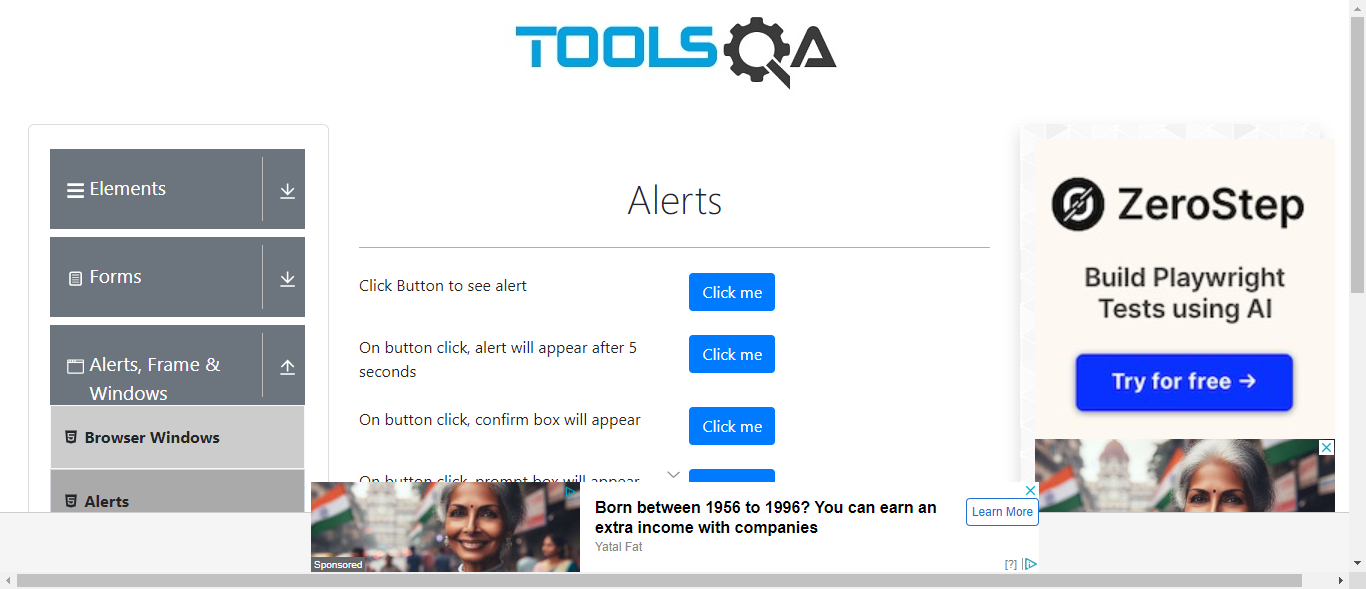 TOOLSQA
Elements
Forms
Alerts, Frame &
Windows
Browser Windows
Alerts
Alerts
Click Button to see alert
Click me
On button click, alert will appear after 5
seconds
Click me
On button click, confirm box will appear
Click me
On button click, prompt box will appear
ZeroStep
Build Playwright
Tests using AI
Try for free →
Sponsored
Born between 1956 to 1996? You can earn an
extra income with companies
Yatal Fat
Learn More
[?]